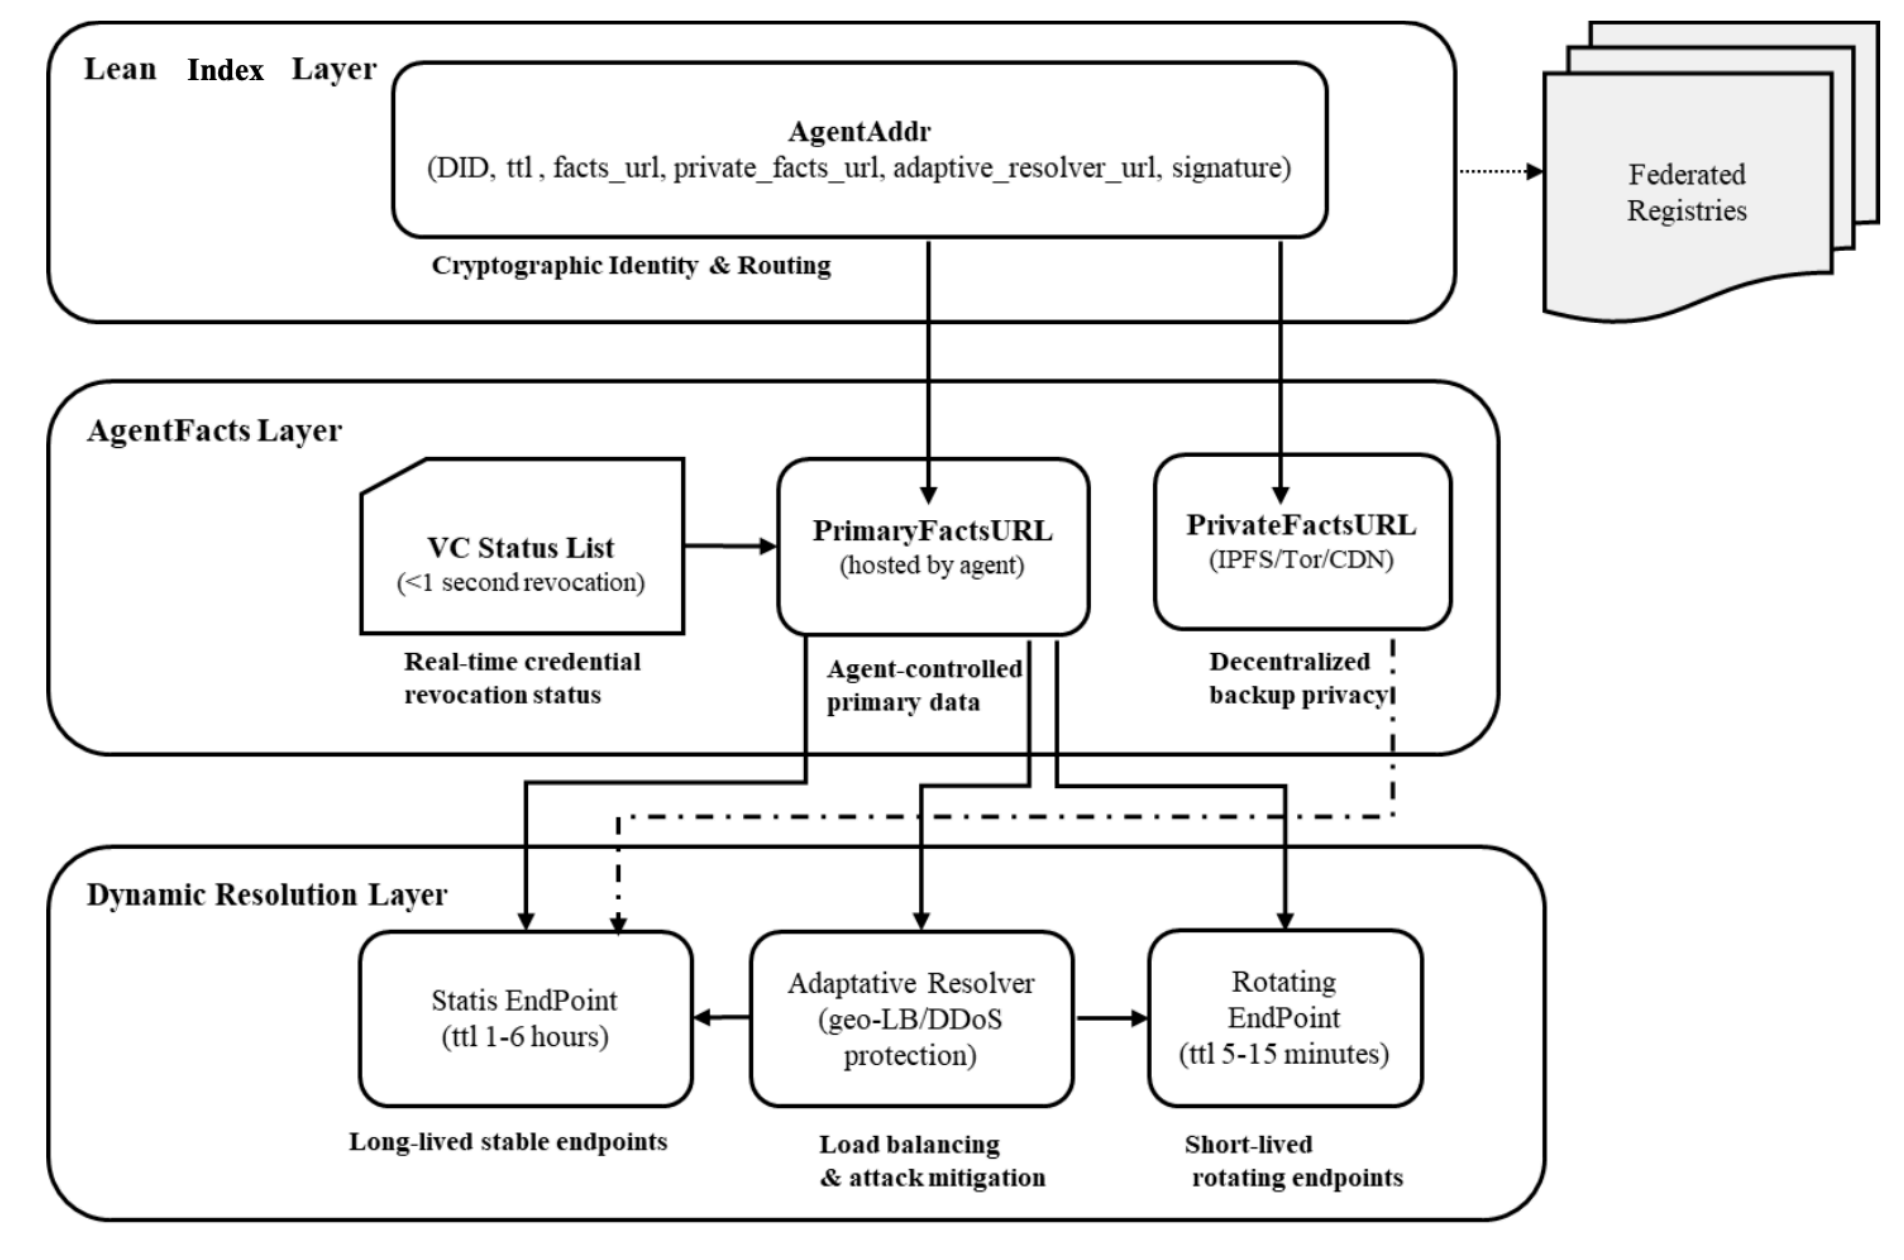 Lean Index Layer
AgentAddr
(DID, ttl , facts_url, private_facts_url, adaptive_resolver_url, signature)
Cryptographic Identity & Routing
Federated
Registries
AgentFacts Layer
VC Status List
(<1 second revocation)
Real-time credential
revocation status
PrimaryFactsURL
(hosted by agent)
Agent-controlled
primary data
PrivateFactsURL
(IPFS/Tor/CDN)
Decentralized
backup privacy
Dynamic Resolution Layer
Statis EndPoint
(ttl 1-6 hours)
Long-lived stable endpoints
Adaptative Resolver
(geo-LB/DDoS
protection)
Load balancing
& attack mitigation
Rotating
EndPoint
(ttl 5-15 minutes)
Short-lived
rotating endpoints